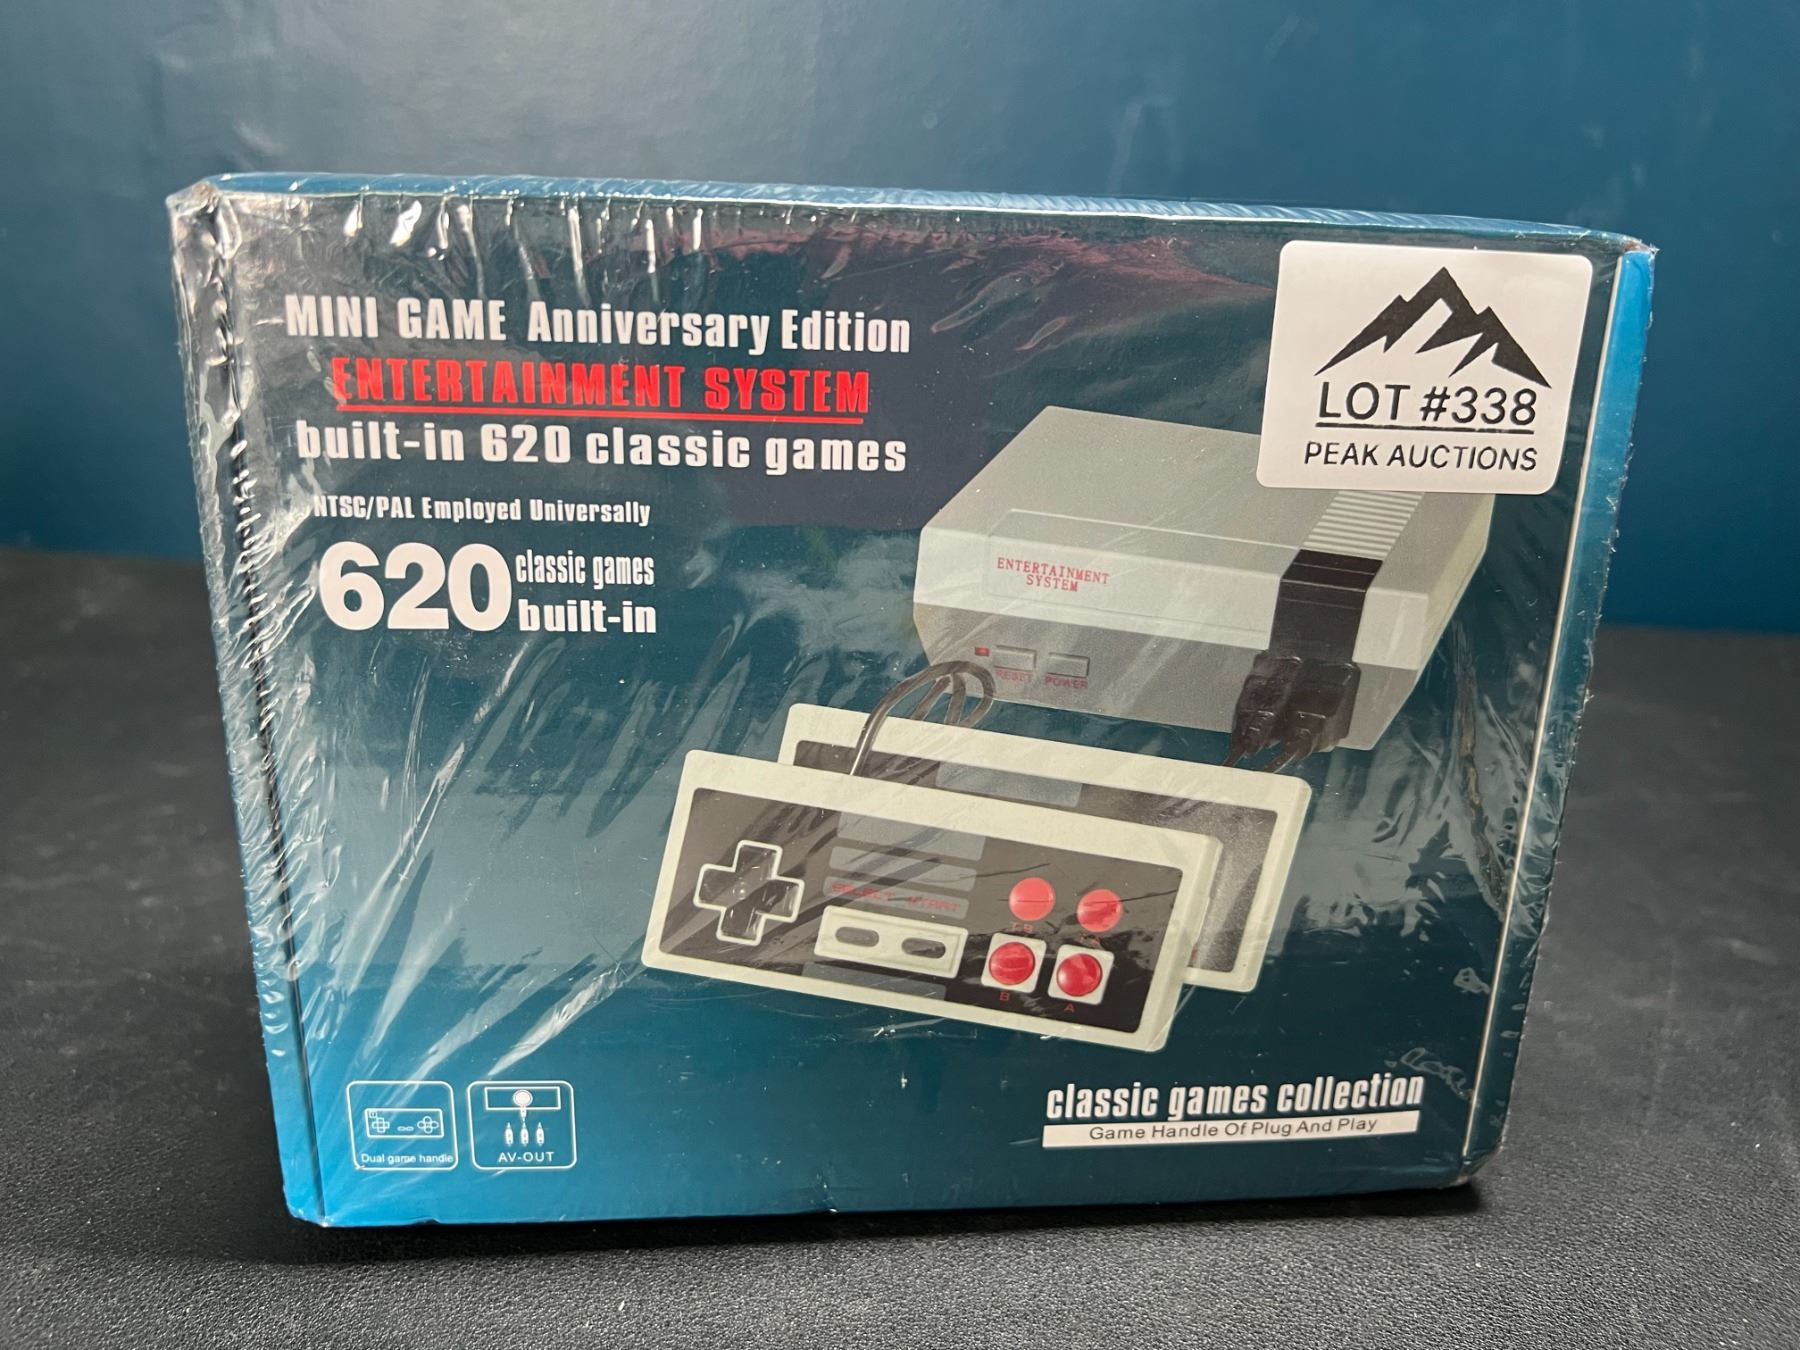 MINI GAME Anniversary Edition
ENTERTAINMENT SYSTEM
built-in 620 classic games
NTSC/PAL Employed Universally
620 classic games
built-in
LOT #338
PEAK AUCTIONS
ENTERTAINMENT
SYSTEM
RESET POWER
SELECT START
B A
Dual game handle
AV-OUT
classic games collection
Game Handle Of Plug And Play